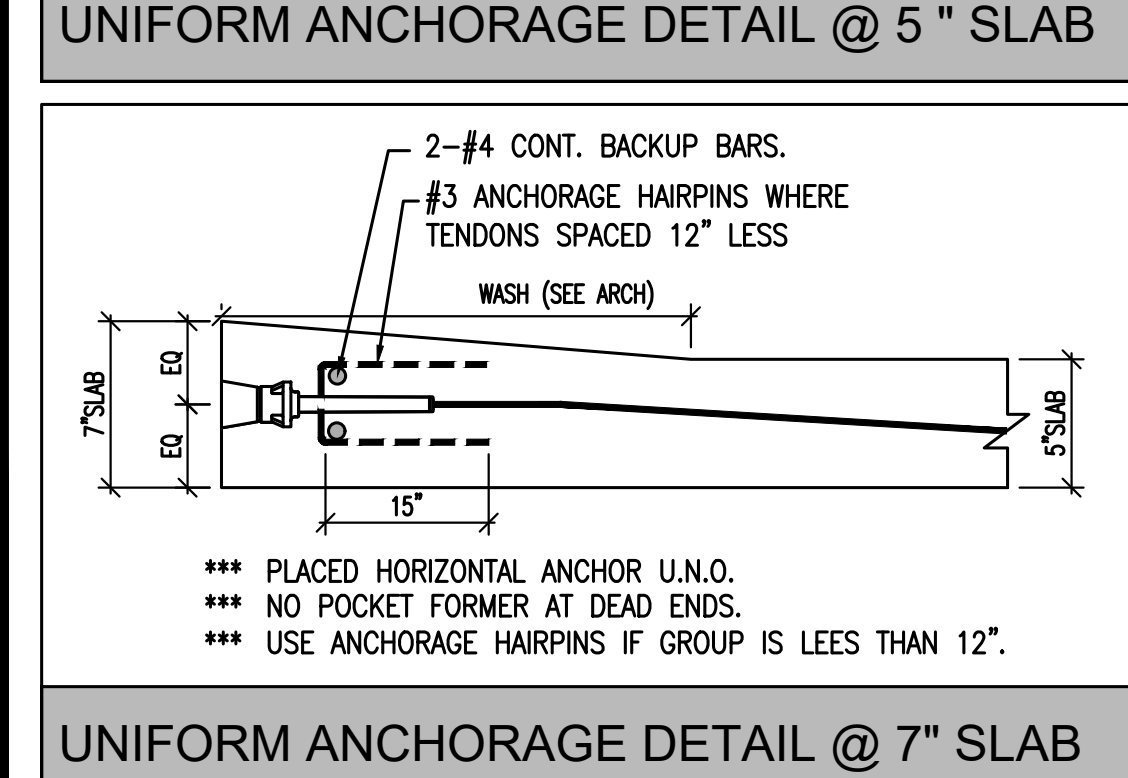 UNIFORM ANCHORAGE DETAIL @ 5 " SLAB
2-#4 CONT. BACKUP BARS.
#3 ANCHORAGE HAIRPINS WHERE
TENDONS SPACED 12" LESS
WASH (SEE ARCH)
7"SLAB
EQ
EQ
5"SLAB
15"
*** PLACED HORIZONTAL ANCHOR U.N.O.
*** NO POCKET FORMER AT DEAD ENDS.
*** USE ANCHORAGE HAIRPINS IF GROUP IS LEES THAN 12".
UNIFORM ANCHORAGE DETAIL @ 7" SLAB